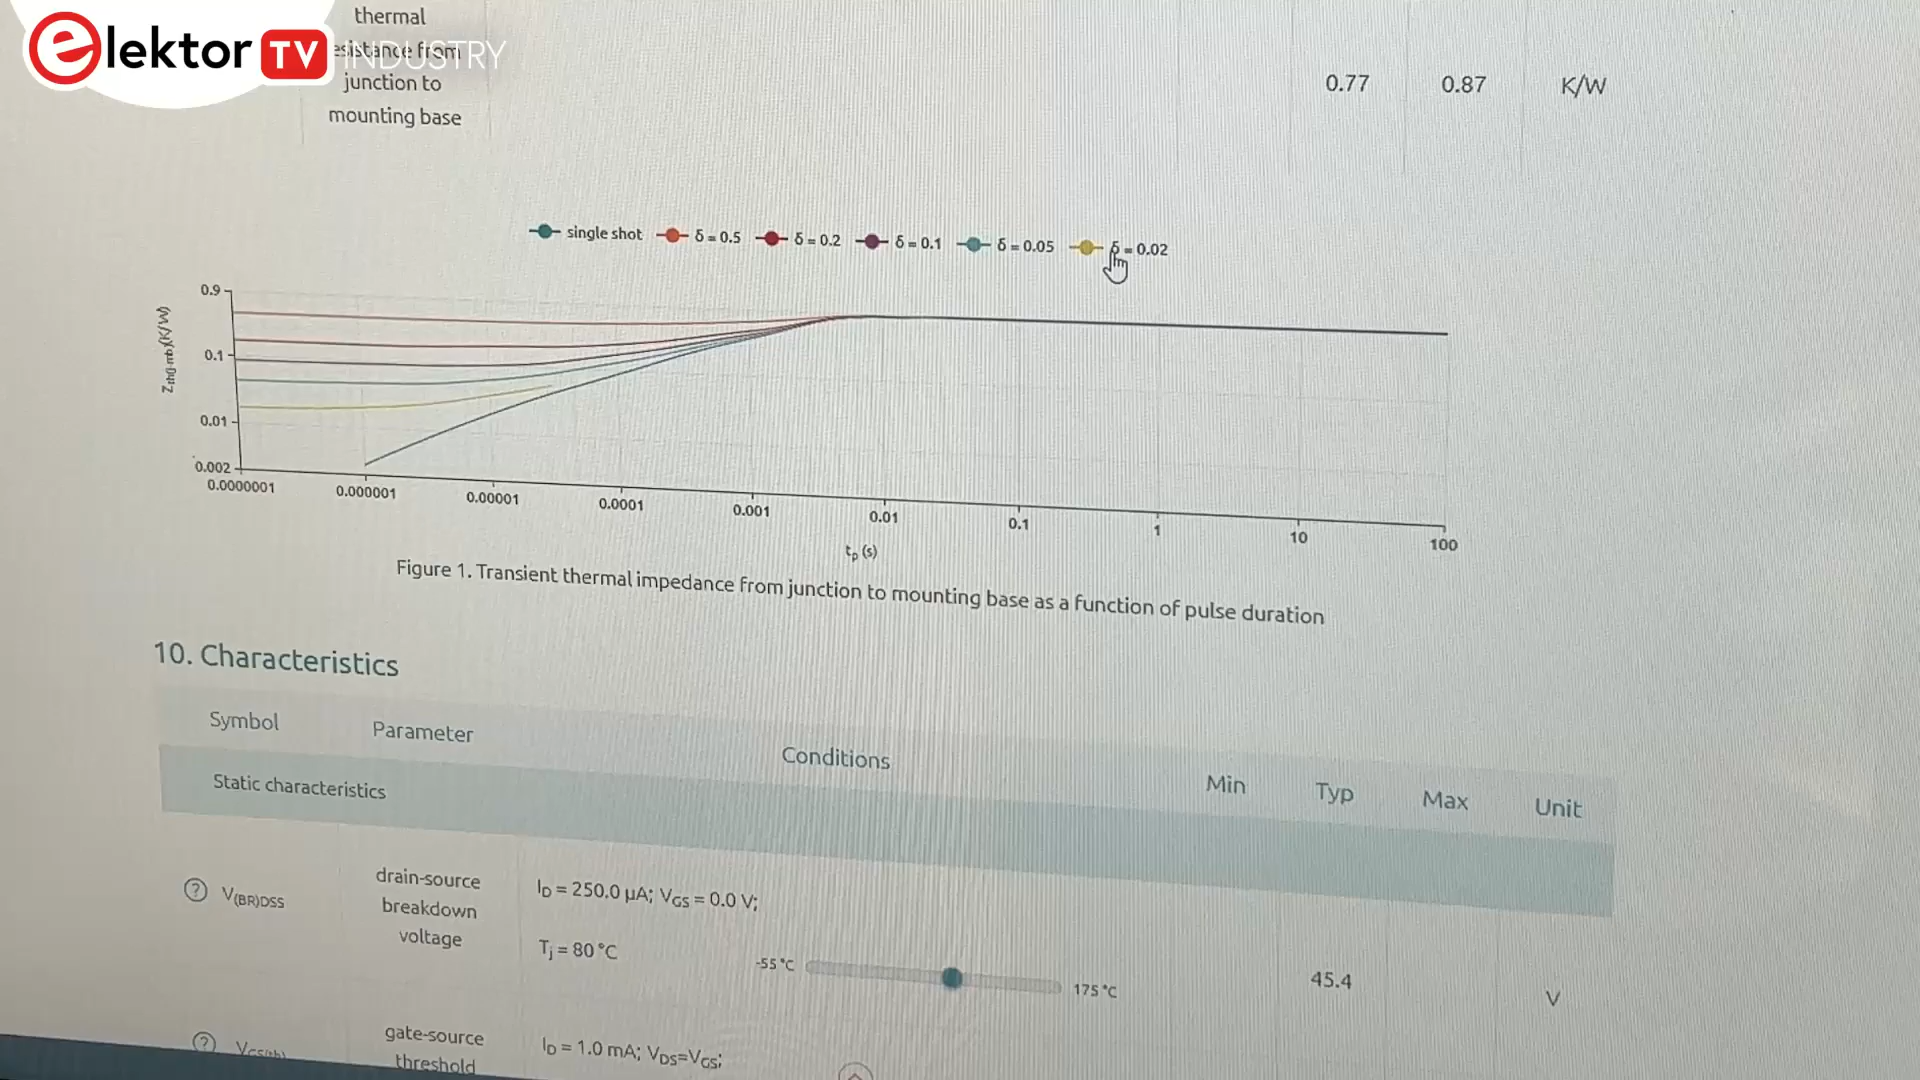 elektor TV INDUSTRY
thermal
esistance from
junction to
mounting base
0.77 0.87 K/W
single shot δ = 0.5 δ = 0.2 δ = 0.1 δ = 0.05 δ = 0.02
Zth(j-mb)(K/W)
0.9
0.1
0.01
0.002
0.0000001 0.000001 0.00001 0.0001 0.001 0.01 0.1 1 10 100
tp (s)
Figure 1. Transient thermal impedance from junction to mounting base as a function of pulse duration
10. Characteristics
Symbol Parameter Conditions Min Typ Max Unit
Static characteristics
? V(BR)DSS
drain-source
breakdown
voltage
ID = 250.0 µA; VGS = 0.0 V;
Tj = 80 °C
-55 °C 175 °C
45.4 V
? VGS(th)
gate-source
threshold
ID = 1.0 mA; VDS=VGS;